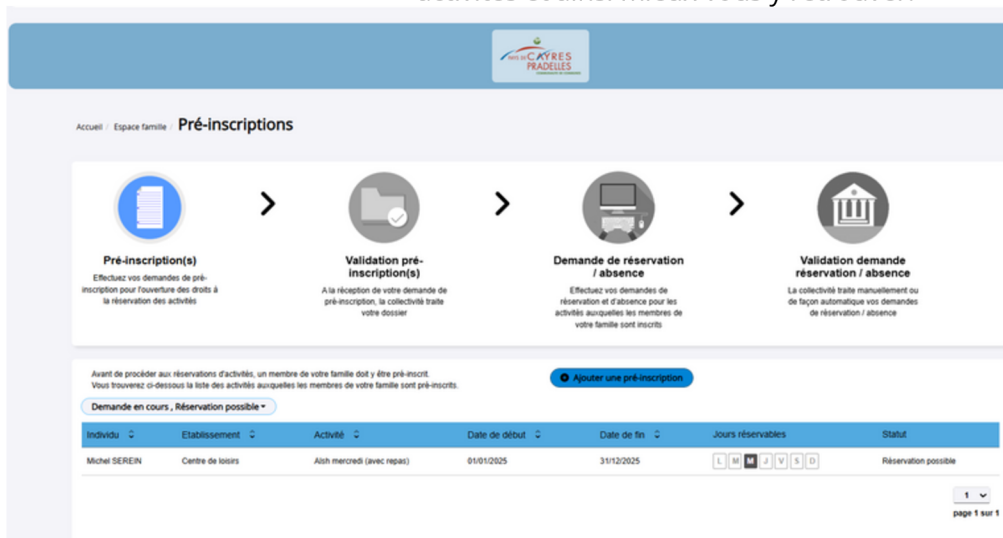 PAYS DE CAYRES
PRADELLES
Accueil / Espace famille / Pré-inscriptions
Pré-inscription(s)
Effectuez vos demandes de pré-
inscription pour l'ouverture des droits à
la réservation des activités
Validation pré-
inscription(s)
A la réception de votre demande de
pré-inscription, la collectivité traite
votre dossier
Demande de réservation
/ absence
Effectuez vos demandes de
réservation et d'absence pour les
activités auxquelles les membres de
votre famille sont inscrits
Validation demande
réservation / absence
La collectivité traite manuellement ou
de façon automatique vos demandes
de réservation / absence
Avant de procéder aux réservations d'activités, un membre de votre famille doit y être pré-inscrit.
Vous trouverez ci-dessous la liste des activités auxquelles les membres de votre famille sont pré-inscrits.
Ajouter une pré-inscription
Demande en cours , Réservation possible
Individu Etablissement Activité Date de début Date de fin Jours réservables Statut
Michel SEREIN Centre de loisirs Alsh mercredi (avec repas) 01/01/2025 31/12/2025 L M M J V S D Réservation possible
1
page 1 sur 1